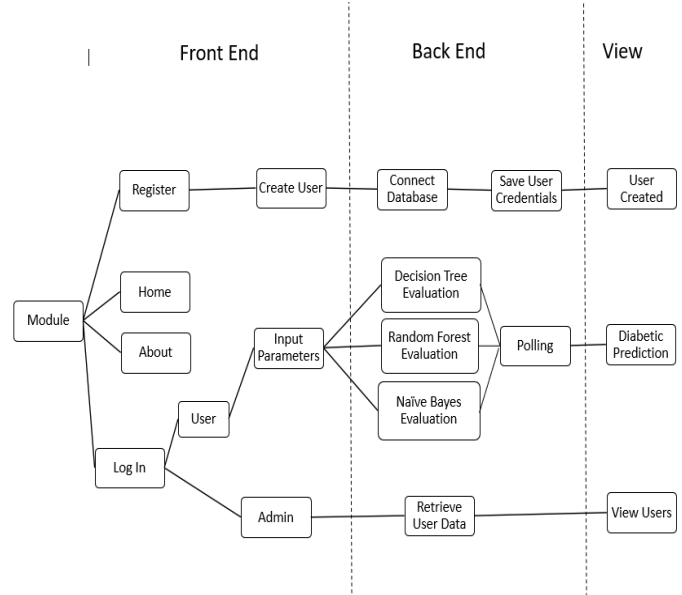 Front End
Back End
View
Register
Create User
Connect
Database
Save User
Credentials
User
Created
Home
Module
About
Decision Tree
Evaluation
Input
Parameters
Random Forest
Evaluation
Polling
Diabetic
Prediction
Naïve Bayes
Evaluation
User
Log In
Admin
Retrieve
User Data
View Users